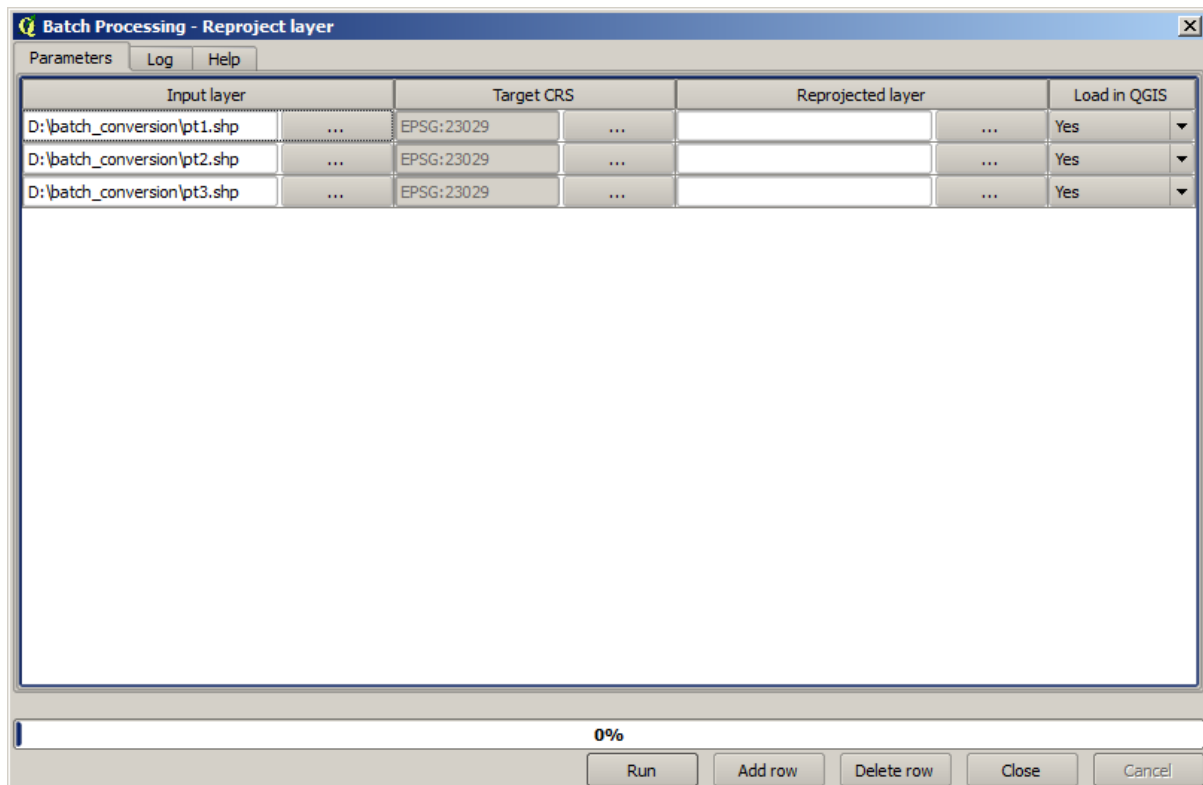 Batch Processing - Reproject layer
Parameters Log Help
Input layer Target CRS Reprojected layer Load in QGIS
D:\batch_conversion\pt1.shp ... EPSG:23029 ... ... Yes
D:\batch_conversion\pt2.shp ... EPSG:23029 ... ... Yes
D:\batch_conversion\pt3.shp ... EPSG:23029 ... ... Yes
0%
Run Add row Delete row Close Cancel